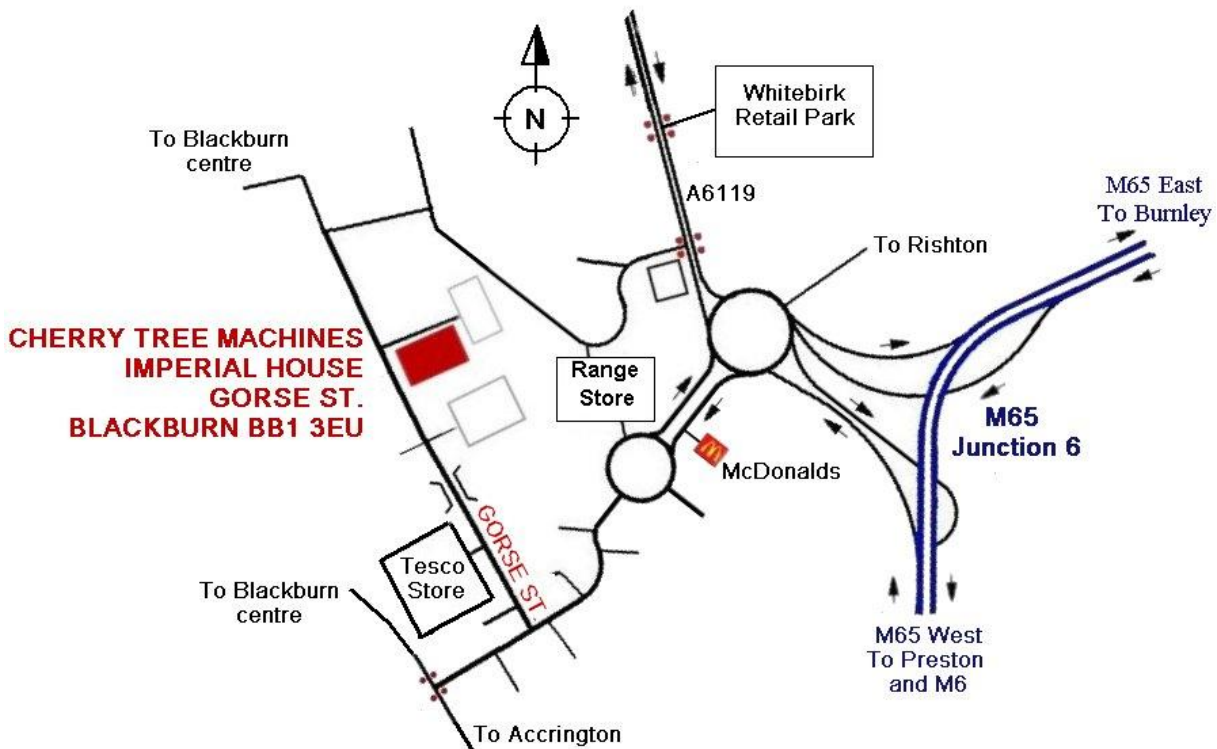 Whitebirk
Retail Park
N
To Blackburn
centre
A6119
M65 East
To Burnley
To Rishton
CHERRY TREE MACHINES
IMPERIAL HOUSE
GORSE ST.
BLACKBURN BB1 3EU
Range
Store
M65
Junction 6
McDonalds
GORSE ST
Tesco
Store
To Blackburn
centre
M65 West
To Preston
and M6
To Accrington